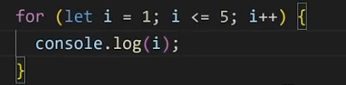 for (let i = 1; i <= 5; i++) {
  console.log(i);
}